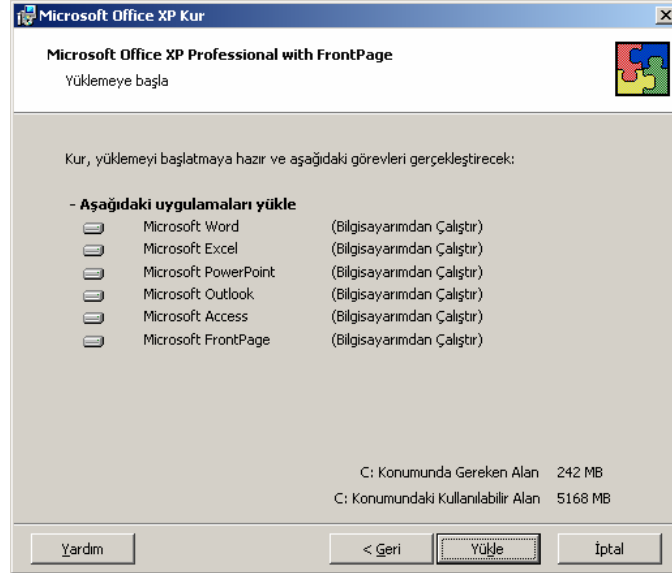 Microsoft Office XP Kur
Microsoft Office XP Professional with FrontPage
Yüklemeye başla
Kur, yüklemeyi başlatmaya hazır ve aşağıdaki görevleri gerçekleştirecek:
- Aşağıdaki uygulamaları yükle
Microsoft Word (Bilgisayarımdan Çalıştır)
Microsoft Excel (Bilgisayarımdan Çalıştır)
Microsoft PowerPoint (Bilgisayarımdan Çalıştır)
Microsoft Outlook (Bilgisayarımdan Çalıştır)
Microsoft Access (Bilgisayarımdan Çalıştır)
Microsoft FrontPage (Bilgisayarımdan Çalıştır)
C: Konumunda Gereken Alan 242 MB
C: Konumundaki Kullanılabilir Alan 5168 MB
Yardım < Geri Yükle İptal